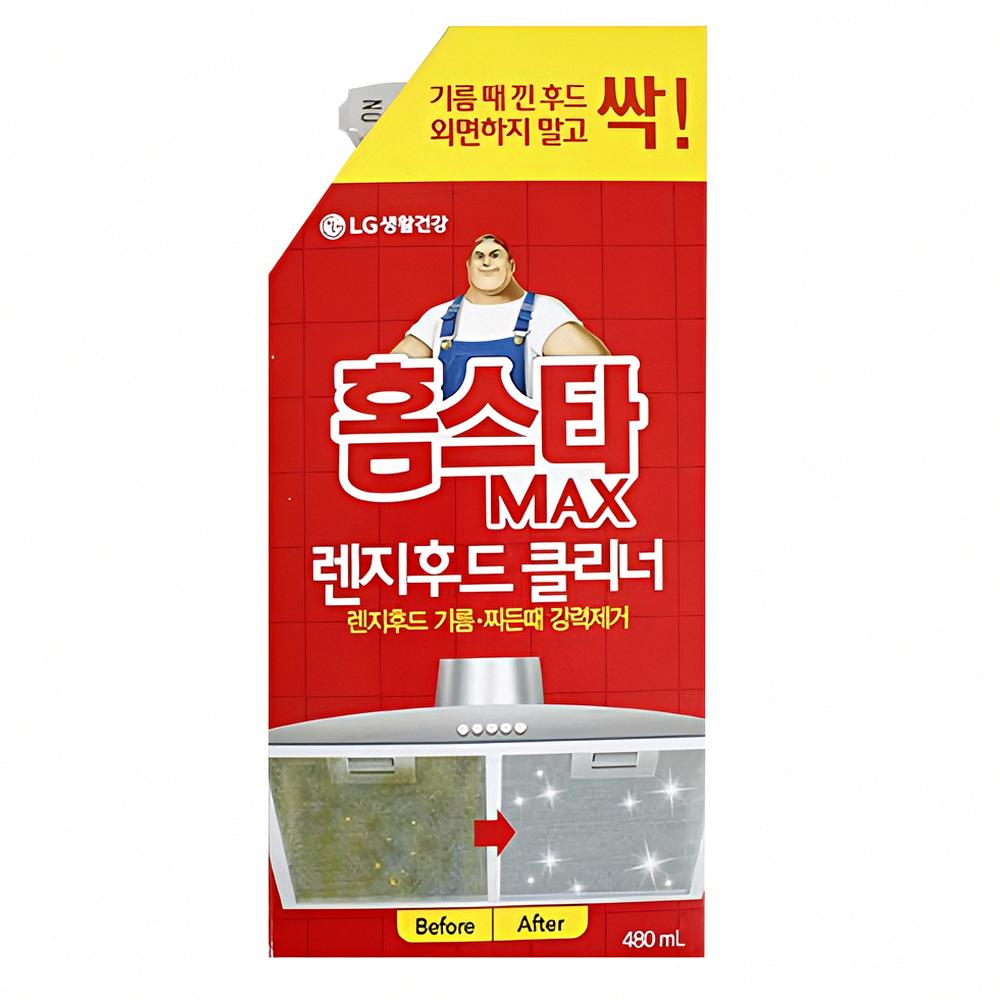 기름 때 낀 후드
외면하지 말고
싹!
ON
LG생활건강
홈스타
MAX
렌지후드 클리너
렌지후드 기름·찌든때 강력제거
Before
After
480 mL